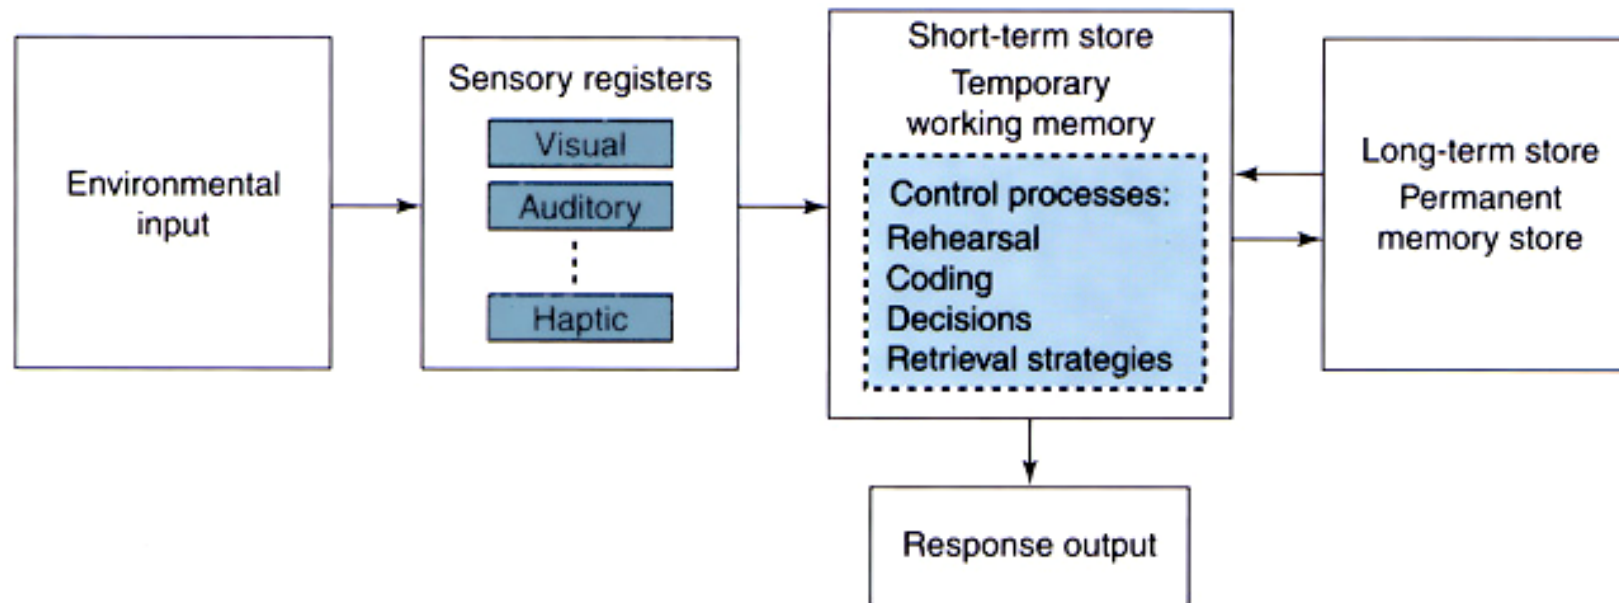 Environmental
input
Sensory registers
Visual
Auditory
Haptic
Short-term store
Temporary
working memory
Control processes:
Rehearsal
Coding
Decisions
Retrieval strategies
Long-term store
Permanent
memory store
Response output